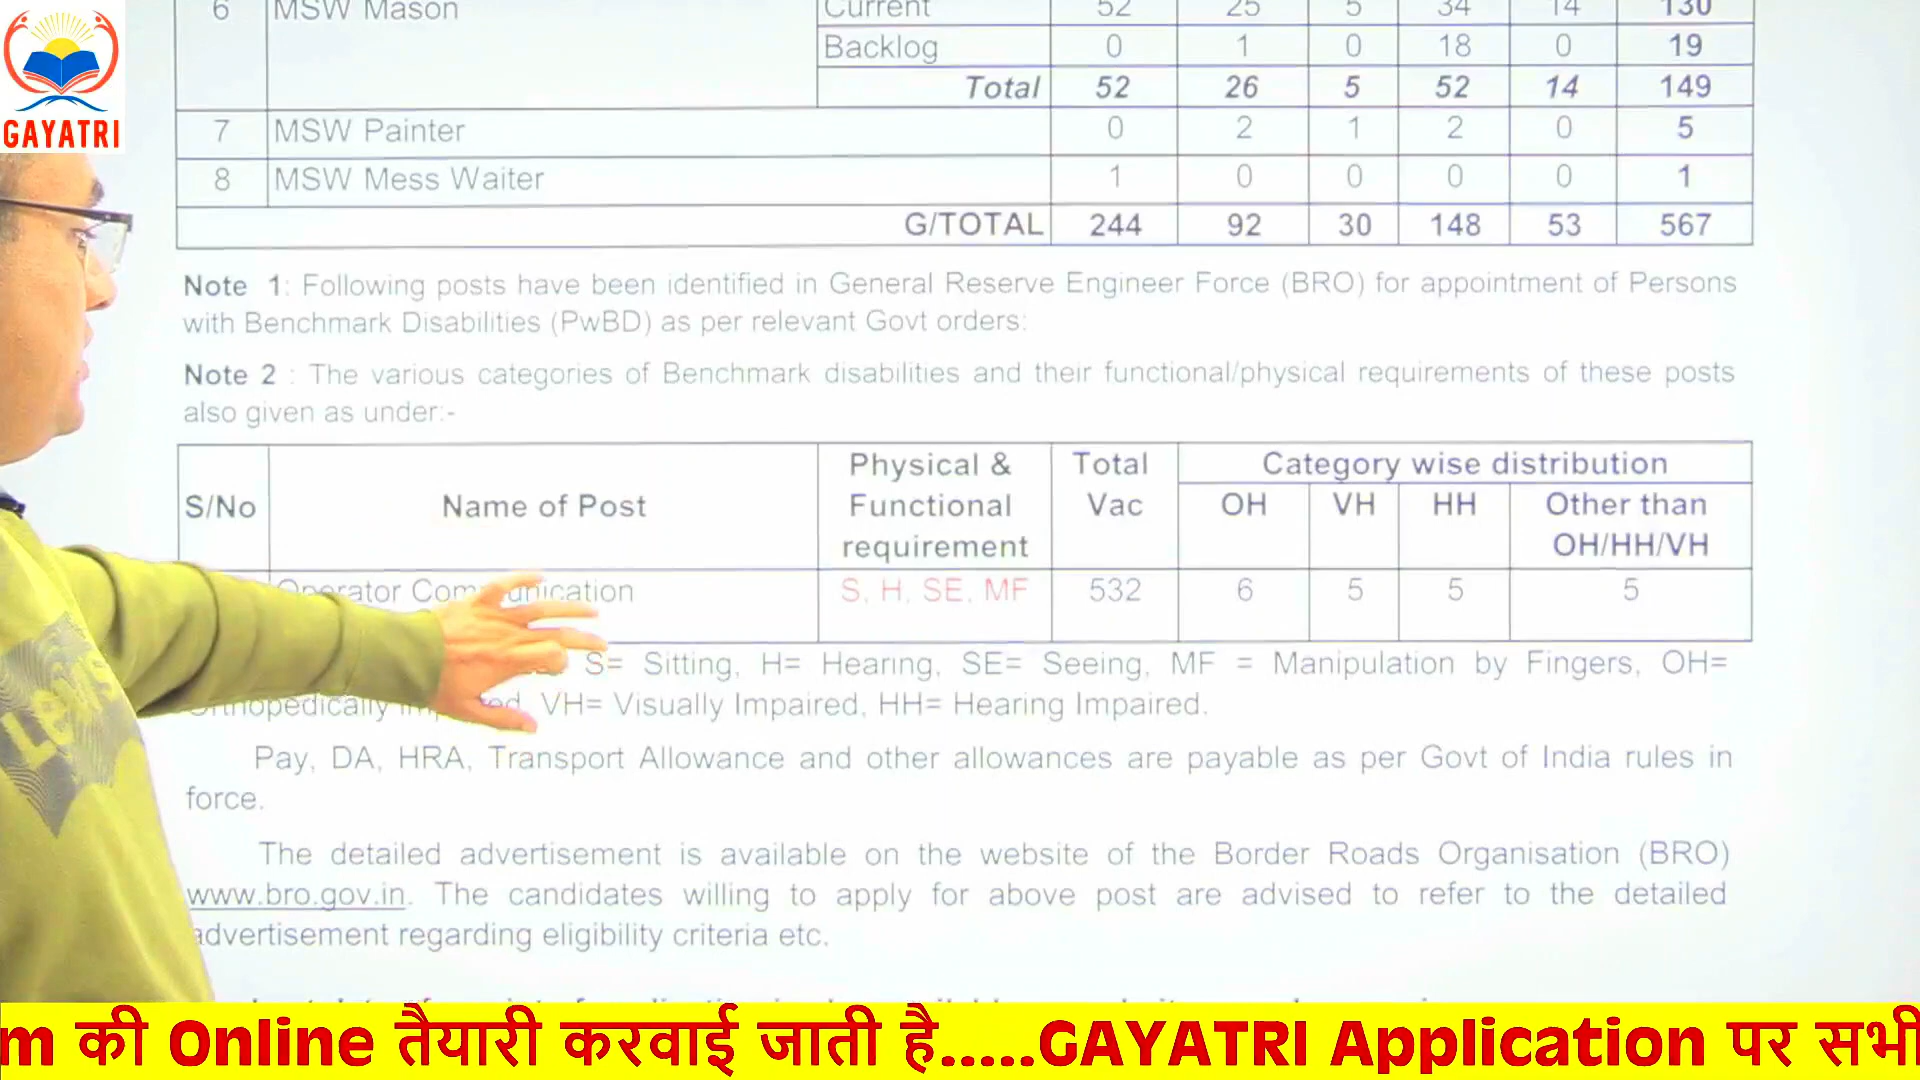 GAYATRI
6 MSW Mason Current 52 25 5 34 14 130
Backlog 0 1 0 18 0 19
Total 52 26 5 52 14 149
7 MSW Painter 0 2 1 2 0 5
8 MSW Mess Waiter 1 0 0 0 0 1
G/TOTAL 244 92 30 148 53 567
Note 1: Following posts have been identified in General Reserve Engineer Force (BRO) for appointment of Persons
with Benchmark Disabilities (PwBD) as per relevant Govt orders:
Note 2 : The various categories of Benchmark disabilities and their functional/physical requirements of these posts
also given as under:-
S/No Name of Post Physical & Functional requirement Total Vac Category wise distribution
OH VH HH Other than OH/HH/VH
Operator Communication S, H, SE, MF 532 6 5 5 5
S= Sitting, H= Hearing, SE= Seeing, MF = Manipulation by Fingers, OH=
Orthopedically VH= Visually Impaired, HH= Hearing Impaired.
Pay, DA, HRA, Transport Allowance and other allowances are payable as per Govt of India rules in
force.
The detailed advertisement is available on the website of the Border Roads Organisation (BRO)
www.bro.gov.in. The candidates willing to apply for above post are advised to refer to the detailed
advertisement regarding eligibility criteria etc.
m की Online तैयारी करवाई जाती है.....GAYATRI Application पर सभी